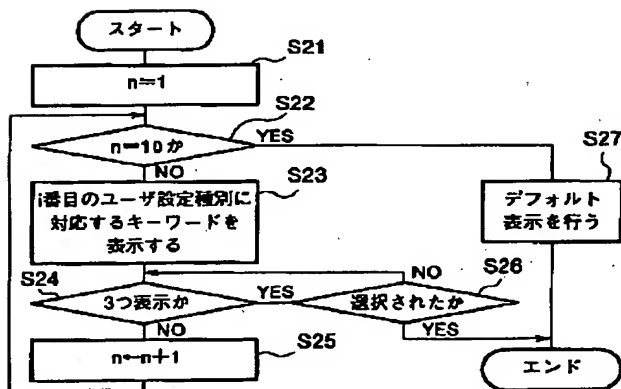 スタート
S21
n=1
S22
n=10か
YES
NO
S23
i番目のユーザ設定種別に
対応するキーワードを
表示する
S27
デフォルト
表示を行う
S24
3つ表示か
YES
NO
S26
NO
選択されたか
YES
S25
n←n+1
エンド